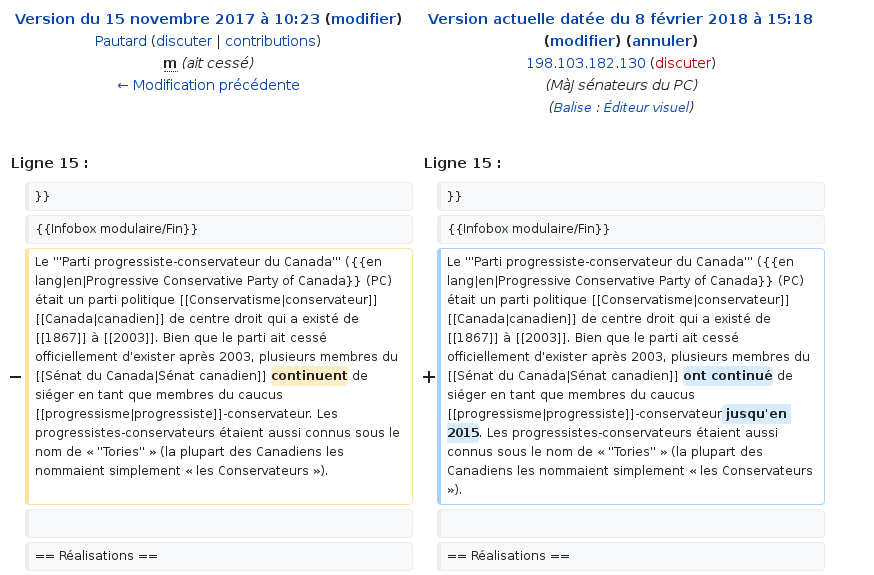 Version du 15 novembre 2017 à 10:23 (modifier)
Pautard (discuter | contributions)
m (ait cessé)
← Modification précédente
Version actuelle datée du 8 février 2018 à 15:18
(modifier) (annuler)
198.103.182.130 (discuter)
(MàJ sénateurs du PC)
(Balise : Éditeur visuel)
Ligne 15 :
Ligne 15 :
}}
}}
{{Infobox modulaire/Fin}}
{{Infobox modulaire/Fin}}
−
Le '''Parti progressiste-conservateur du Canada''' ({{en
lang|en|Progressive Conservative Party of Canada}} (PC)
était un parti politique [[Conservatisme|conservateur]]
[[Canada|canadien]] de centre droit qui a existé de
[[1867]] à [[2003]]. Bien que le parti ait cessé
officiellement d'exister après 2003, plusieurs membres du
[[Sénat du Canada|Sénat canadien]] continuent de
siéger en tant que membres du caucus
[[progressisme|progressiste]]-conservateur. Les
progressistes-conservateurs étaient aussi connus sous le
nom de « ''Tories'' » (la plupart des Canadiens les
nommaient simplement « les Conservateurs »).
+
Le '''Parti progressiste-conservateur du Canada''' ({{en
lang|en|Progressive Conservative Party of Canada}} (PC)
était un parti politique [[Conservatisme|conservateur]]
[[Canada|canadien]] de centre droit qui a existé de
[[1867]] à [[2003]]. Bien que le parti ait cessé
officiellement d'exister après 2003, plusieurs membres du
[[Sénat du Canada|Sénat canadien]] ont continué de
siéger en tant que membres du caucus
[[progressisme|progressiste]]-conservateur jusqu'en
2015. Les progressistes-conservateurs étaient aussi
connus sous le nom de « ''Tories'' » (la plupart des
Canadiens les nommaient simplement « les Conservateurs
»).
== Réalisations ==
== Réalisations ==